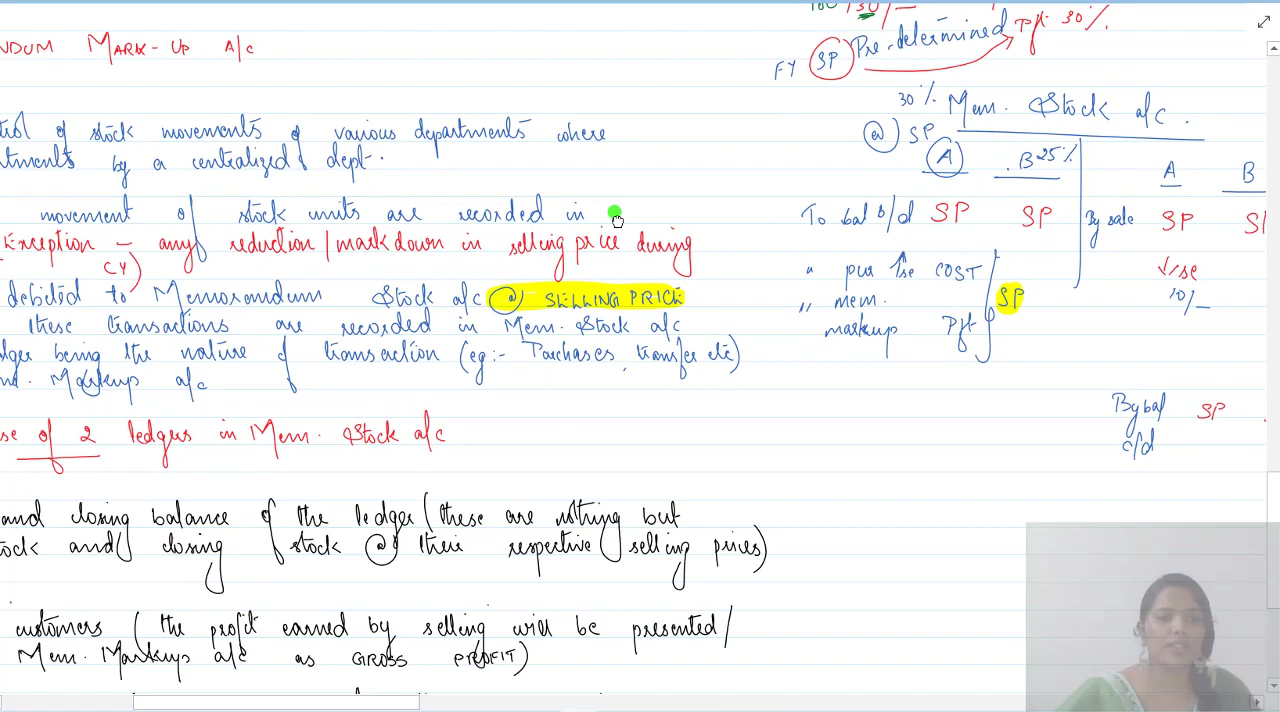 NDUM MARK-UP A/c
trol of stock movements of various departments where
tments by a centralized dept.
movement of stock units are recorded in
Exception - any reduction/markdown in selling price during
CY)
debited to Memorandum Stock a/c @ SELLING PRICE
these transactions are recorded in Mem. Stock a/c
dger being the nature of transaction (eg:- Purchases, transfer etc)
nd. Markup a/c
se of 2 ledgers in Mem. Stock a/c
and closing balance of the ledger (these are nothing but
tock and closing stock @ their respective selling prices)
customers (the profit earned by selling will be presented/
Mem. Markup a/c as GROSS PROFIT)
100 130/-
FY SP Pre-determined Pft 30%.
30% Mem. Stock a/c.
@ SP
A B 25% A B
To bal b/d SP SP By sale SP S
" purchase COST
" mem. markup Pft SP
10/-
By bal c/d SP